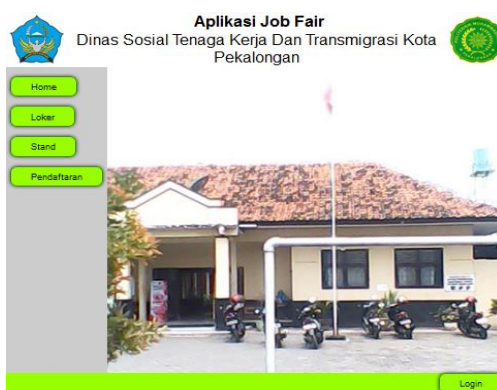 Aplikasi Job Fair
Dinas Sosial Tenaga Kerja Dan Transmigrasi Kota
Pekalongan
Home
Loker
Stand
Pendaftaran
Login